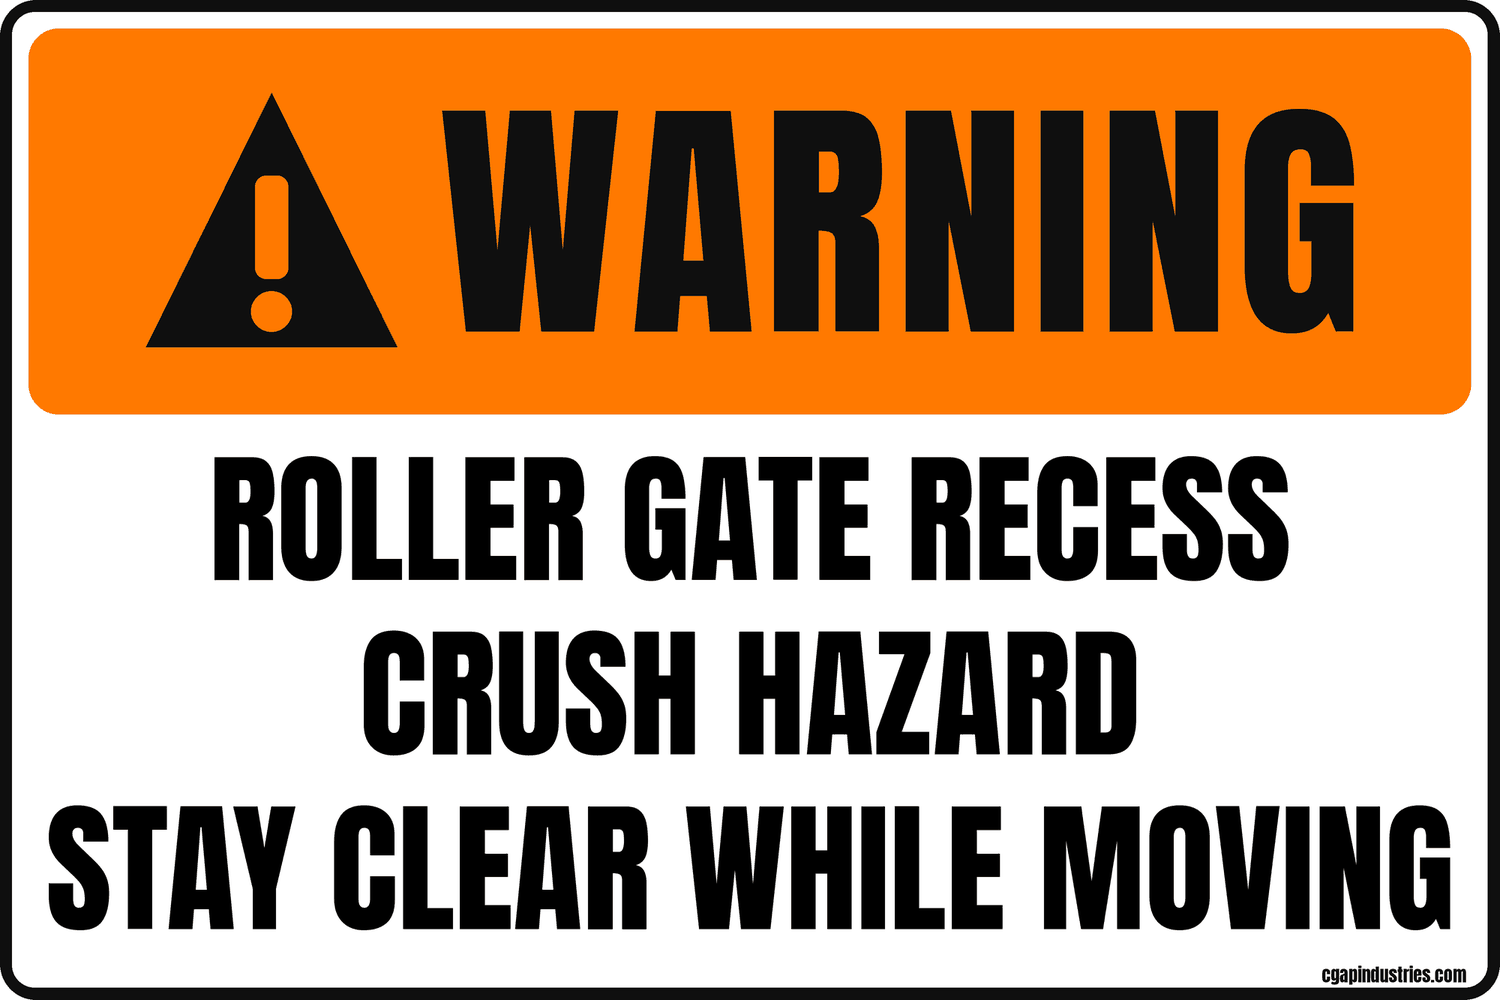 WARNING
ROLLER GATE RECESS
CRUSH HAZARD
STAY CLEAR WHILE MOVING
cgapindustries.com